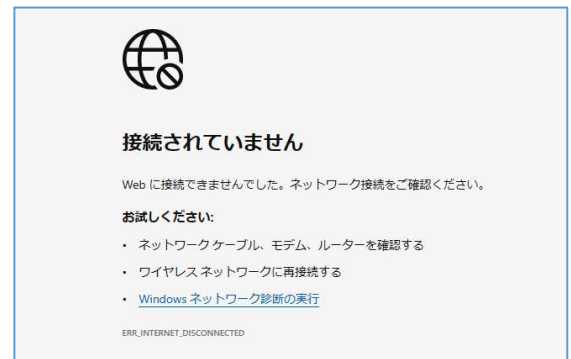 接続されていません
Web に接続できませんでした。ネットワーク接続をご確認ください。
お試しください:
• ネットワーク ケーブル、モデム、ルーターを確認する
• ワイヤレス ネットワークに再接続する
• Windows ネットワーク診断の実行
ERR_INTERNET_DISCONNECTED